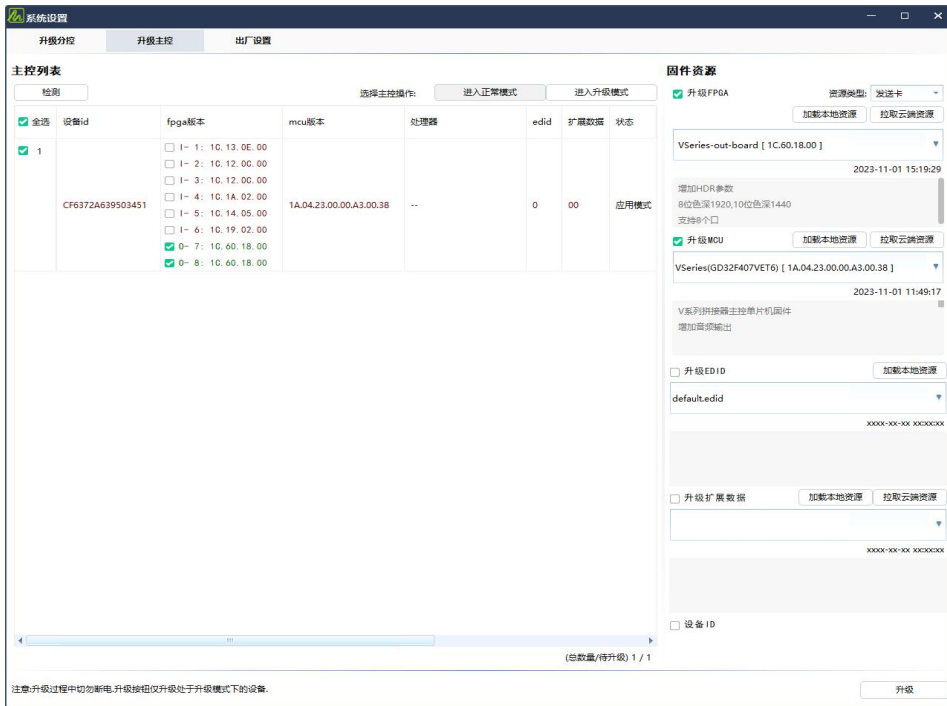 系统设置
升级分控 升级主控 出厂设置
主控列表
检测 选择主控操作: 进入正常模式 进入升级模式
全选 设备id fpga版本 mcu版本 处理器 edid 扩展数据 状态
1
CF6372A639503451
I- 1: 1C.13.0E.00
I- 2: 1C.12.0C.00
I- 3: 1C.12.0C.00
I- 4: 1C.1A.02.00
I- 5: 1C.14.05.00
I- 6: 1C.19.02.00
O- 7: 1C.60.18.00
O- 8: 1C.60.18.00
1A.04.23.00.00.A3.00.38 -- 0 00 应用模式
(总数量/待升级) 1 / 1
固件资源
升级FPGA 资源类型: 发送卡
加载本地资源 拉取云端资源
VSeries-out-board [ 1C.60.18.00 ]
2023-11-01 15:19:29
增加HDR参数
8位色深1920,10位色深1440
支持8个口
升级MCU 加载本地资源 拉取云端资源
VSeries(GD32F407VET6) [ 1A.04.23.00.00.A3.00.38 ]
2023-11-01 11:49:17
V系列拼接器主控单片机固件
增加音频输出
升级EDID 加载本地资源
default.edid
xxxx-xx-xx xx:xx:xx
升级扩展数据 加载本地资源 拉取云端资源
xxxx-xx-xx xx:xx:xx
设备ID
注意:升级过程中切勿断电.升级按钮仅升级处于升级模式下的设备. 升级